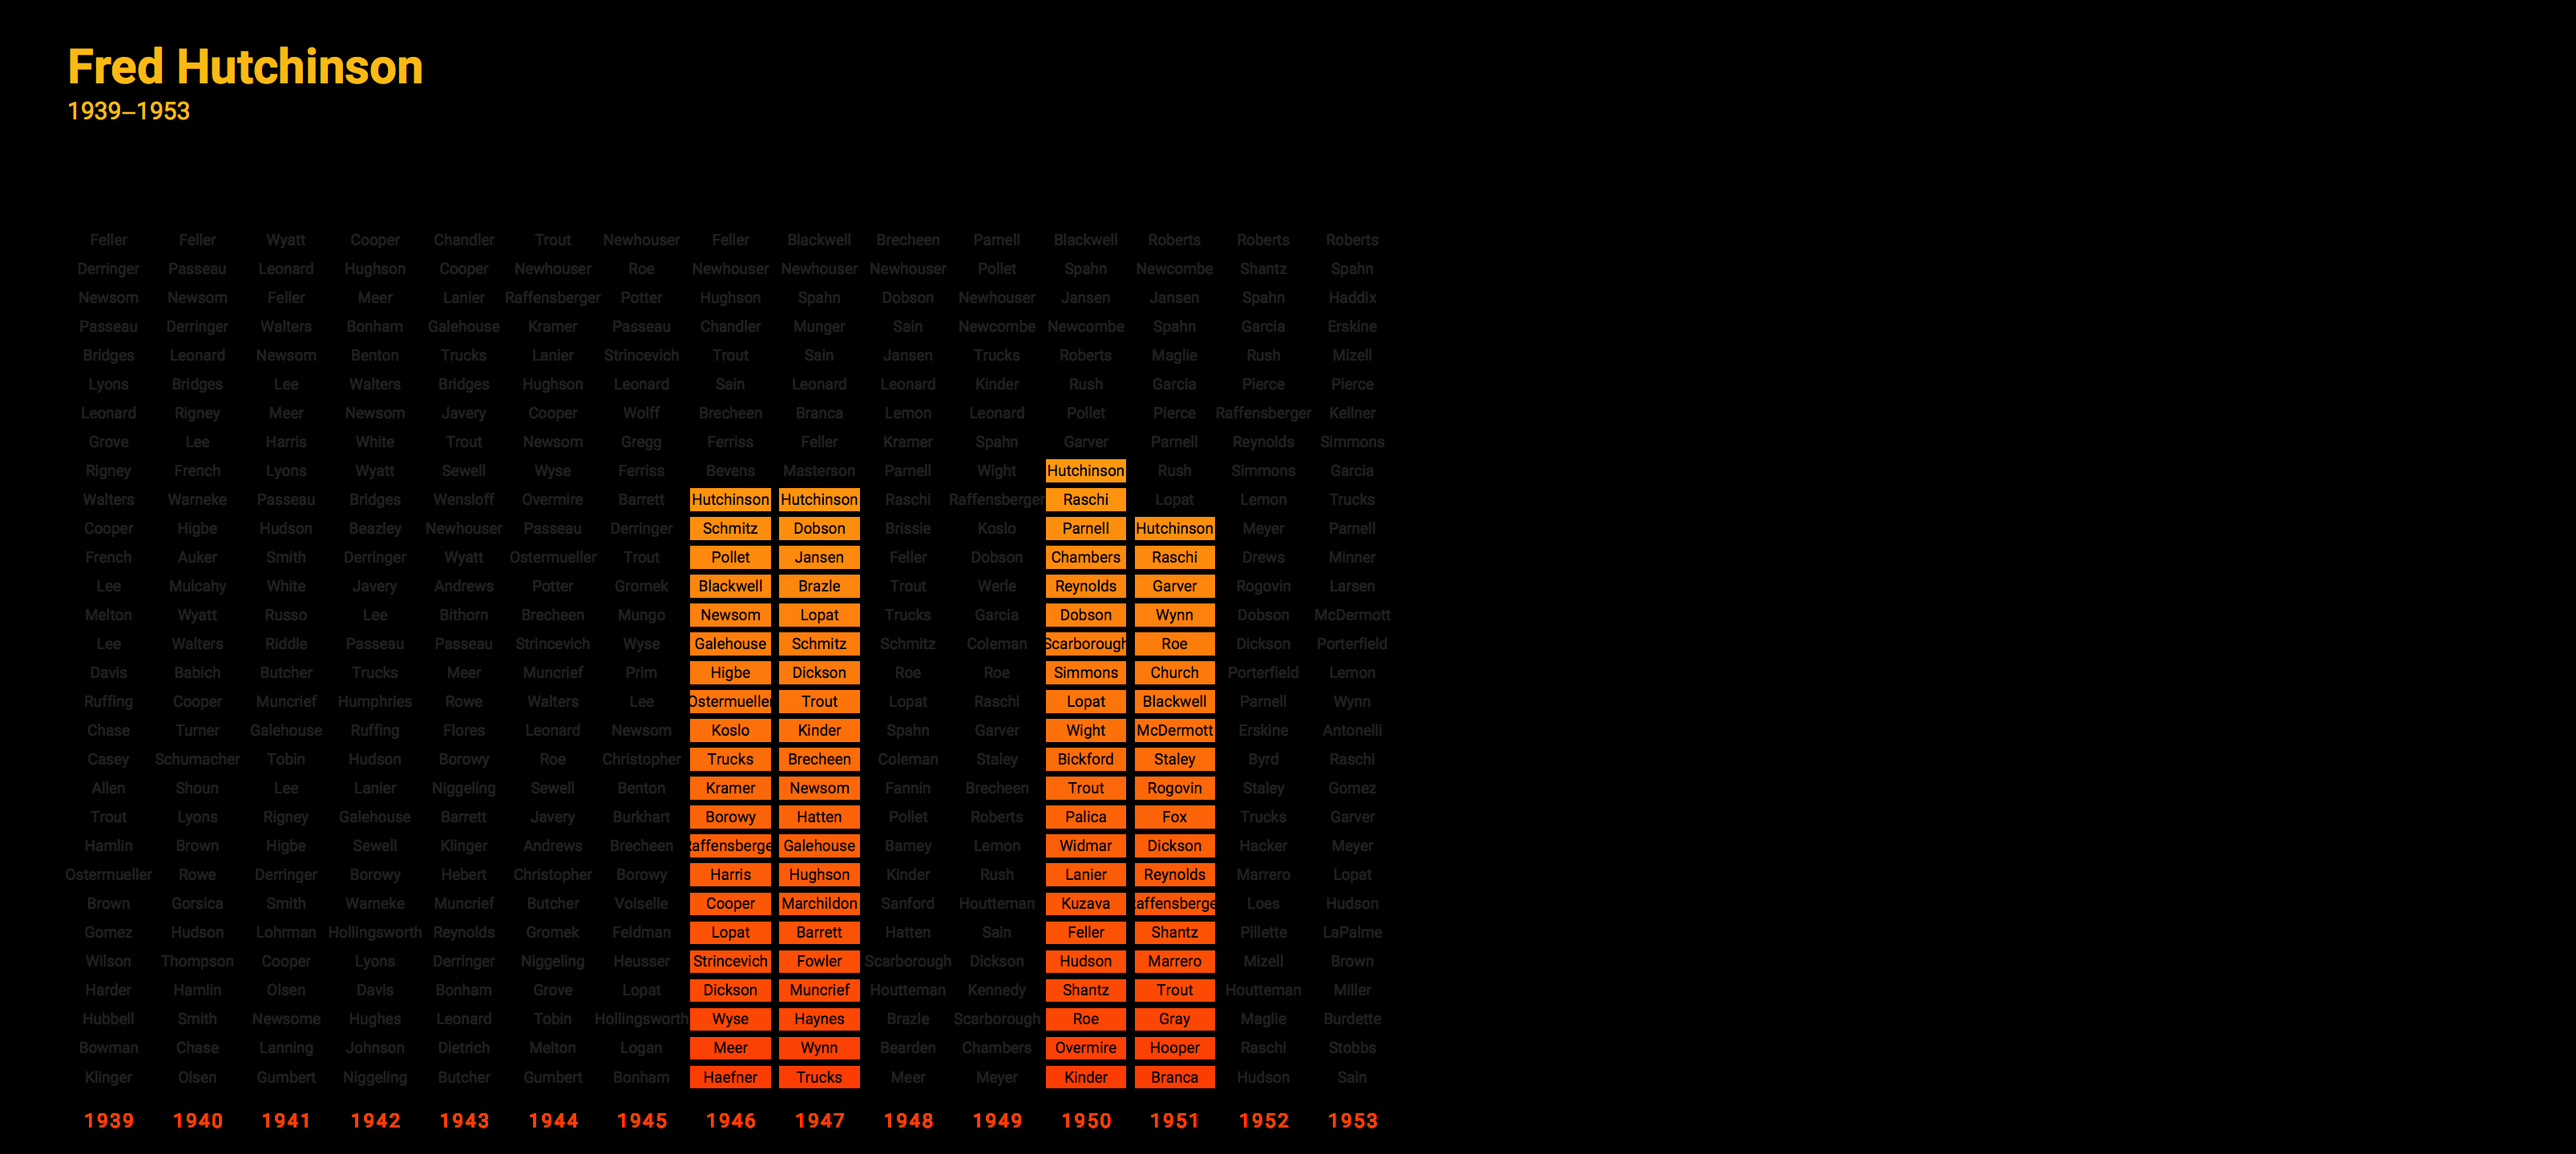 Fred Hutchinson
1939–1953
Feller Feller Wyatt Cooper Chandler Trout Newhouser Feller Blackwell Brecheen Parnell Blackwell Roberts Roberts Roberts
Derringer Passeau Leonard Hughson Cooper Newhouser Roe Newhouser Newhouser Newhouser Pollet Spahn Newcombe Shantz Spahn
Newsom Newsom Feller Meer Lanier Raffensberger Potter Hughson Spahn Dobson Newhouser Jansen Jansen Spahn Haddix
Passeau Derringer Walters Bonham Galehouse Kramer Passeau Chandler Munger Sain Newcombe Newcombe Spahn Garcia Erskine
Bridges Leonard Newsom Benton Trucks Lanier Strincevich Trout Sain Jansen Trucks Roberts Maglie Rush Mizell
Lyons Bridges Lee Walters Bridges Hughson Leonard Sain Leonard Leonard Kinder Rush Garcia Pierce Pierce
Leonard Rigney Meer Newsom Javery Cooper Wolff Brecheen Branca Lemon Leonard Pollet Pierce Raffensberger Kellner
Grove Lee Harris White Trout Newsom Gregg Ferriss Feller Kramer Spahn Garver Parnell Reynolds Simmons
Rigney French Lyons Wyatt Sewell Wyse Ferriss Bevens Masterson Parnell Wight Hutchinson Rush Simmons Garcia
Walters Warneke Passeau Bridges Wensloff Overmire Barrett Hutchinson Hutchinson Raschi Raffensberger Raschi Lopat Lemon Trucks
Cooper Higbe Hudson Beazley Newhouser Passeau Derringer Schmitz Dobson Brissie Koslo Parnell Hutchinson Meyer Parnell
French Auker Smith Derringer Wyatt Ostermueller Trout Pollet Jansen Feller Dobson Chambers Raschi Drews Minner
Lee Mulcahy White Javery Andrews Potter Gromek Blackwell Brazle Trout Werle Reynolds Garver Rogovin Larsen
Melton Wyatt Russo Lee Bithorn Brecheen Mungo Newsom Lopat Trucks Garcia Dobson Wynn Dobson McDermott
Lee Walters Riddle Passeau Passeau Strincevich Wyse Galehouse Schmitz Schmitz Coleman Scarborough Roe Dickson Porterfield
Davis Babich Butcher Trucks Meer Muncrief Prim Higbe Dickson Roe Roe Simmons Church Porterfield Lemon
Ruffing Cooper Muncrief Humphries Rowe Walters Lee Ostermueller Trout Lopat Raschi Lopat Blackwell Parnell Wynn
Chase Turner Galehouse Ruffing Flores Leonard Newsom Koslo Kinder Spahn Garver Wight McDermott Erskine Antonelli
Casey Schumacher Tobin Hudson Borowy Roe Christopher Trucks Brecheen Coleman Staley Bickford Staley Byrd Raschi
Allen Shoun Lee Lanier Niggeling Sewell Benton Kramer Newsom Fannin Brecheen Trout Rogovin Staley Gomez
Trout Lyons Rigney Galehouse Barrett Javery Burkhart Borowy Hatten Pollet Roberts Palica Fox Trucks Garver
Hamlin Brown Higbe Sewell Klinger Andrews Brecheen affensberge Galehouse Barney Lemon Widmar Dickson Hacker Meyer
Ostermueller Rowe Derringer Borowy Hebert Christopher Borowy Harris Hughson Kinder Rush Lanier Reynolds Marrero Lopat
Brown Gorsica Smith Warneke Muncrief Butcher Voiselle Cooper Marchildon Sanford Houtteman Kuzava affensberge Loes Hudson
Gomez Hudson Lohrman Hollingsworth Reynolds Gromek Feldman Lopat Barrett Hatten Sain Feller Shantz Pillette LaPalme
Wilson Thompson Cooper Lyons Derringer Niggeling Heusser Strincevich Fowler Scarborough Dickson Hudson Marrero Mizell Brown
Harder Hamlin Olsen Davis Bonham Grove Lopat Dickson Muncrief Houtteman Kennedy Shantz Trout Houtteman Miller
Hubbell Smith Newsome Hughes Leonard Tobin Hollingsworth Wyse Haynes Brazle Scarborough Roe Gray Maglie Burdette
Bowman Chase Lanning Johnson Dietrich Melton Logan Meer Wynn Bearden Chambers Overmire Hooper Raschi Stobbs
Klinger Olsen Gumbert Niggeling Butcher Gumbert Bonham Haefner Trucks Meer Meyer Kinder Branca Hudson Sain
1939 1940 1941 1942 1943 1944 1945 1946 1947 1948 1949 1950 1951 1952 1953